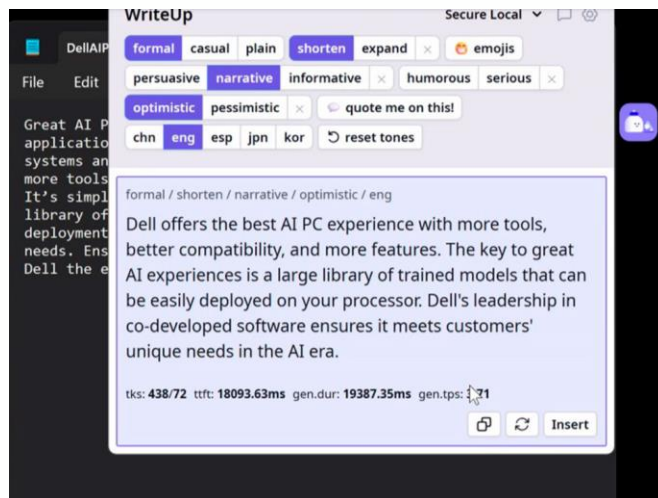 WriteUp Secure Local
DellAIP
File Edit
formal casual plain shorten expand × emojis
persuasive narrative informative × humorous serious ×
optimistic pessimistic × quote me on this!
chn eng esp jpn kor reset tones
Great AI P
applicatio
systems an
more tools
It's simpl
library of
deployment
needs. Ens
Dell the e
formal / shorten / narrative / optimistic / eng
Dell offers the best AI PC experience with more tools,
better compatibility, and more features. The key to great
AI experiences is a large library of trained models that can
be easily deployed on your processor. Dell's leadership in
co-developed software ensures it meets customers'
unique needs in the AI era.
tks: 438/72 ttft: 18093.63ms gen.dur: 19387.35ms gen.tps:
Insert